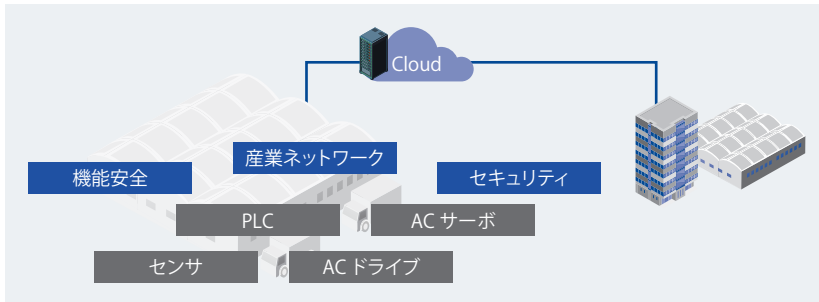 Cloud
産業ネットワーク
機能安全
セキュリティ
PLC
AC サーボ
センサ
AC ドライブ